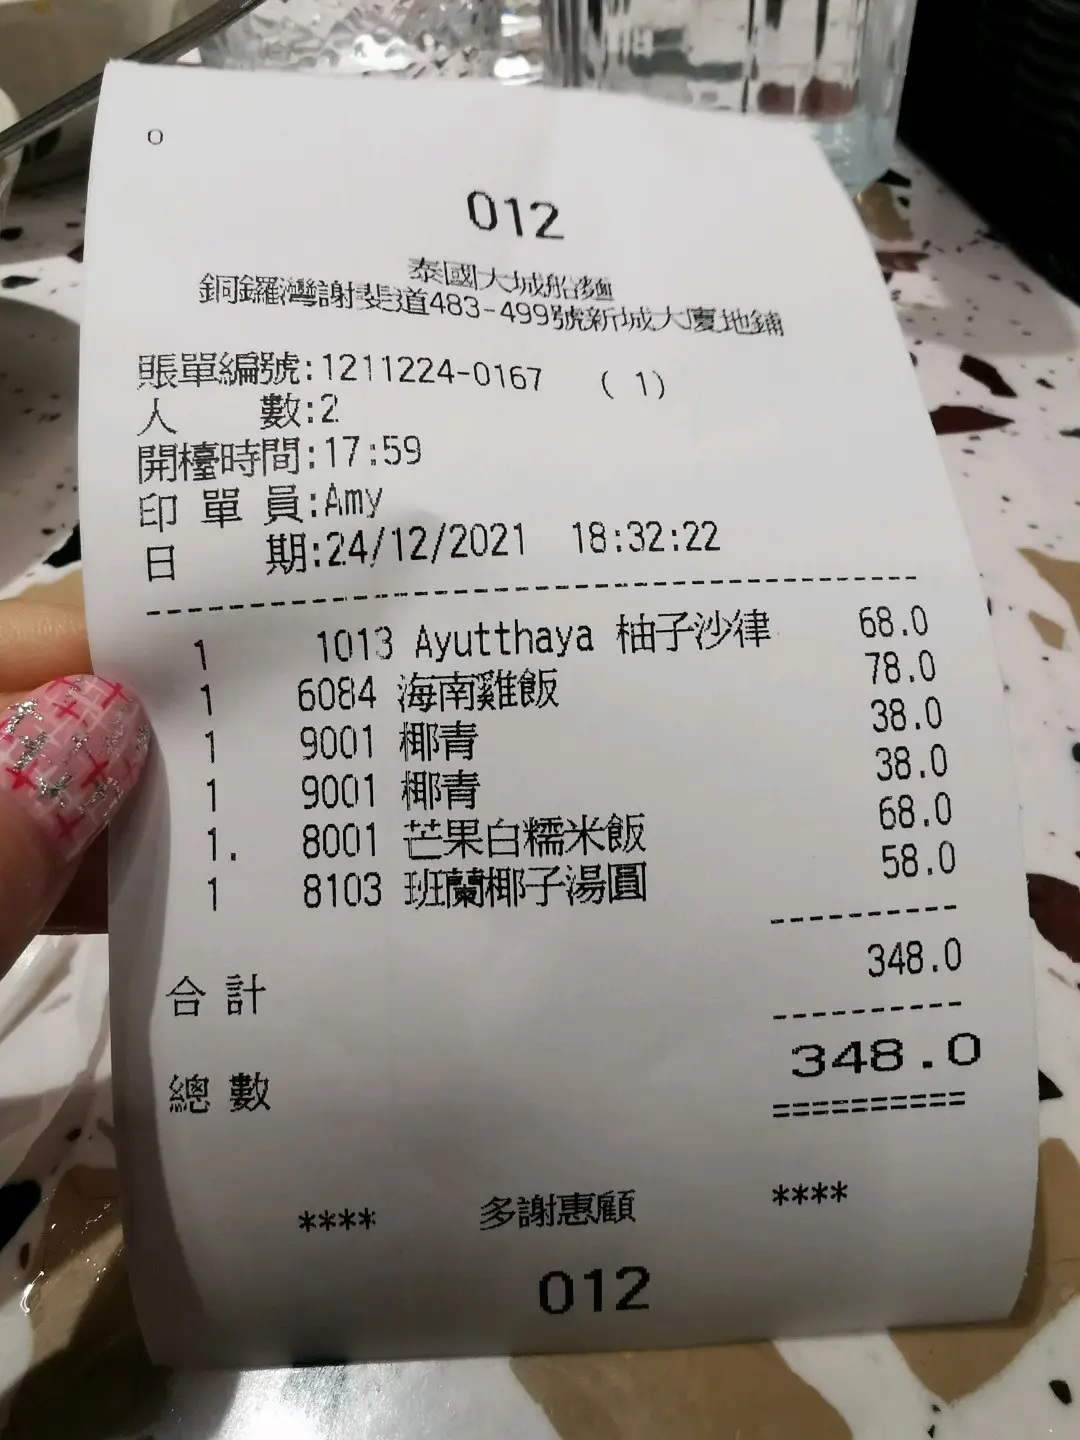 O
012
泰國大城船麵
銅鑼灣謝斐道483-499號新城大廈地鋪
賬單編號:1211224-0167 (1)
人 數:2
開檯時間:17:59
印單員:Amy
日 期:24/12/2021 18:32:22
1 1013 Ayutthaya 柚子沙律 68.0
1 6084 海南雞飯 78.0
1 9001 椰青 38.0
1 9001 椰青 38.0
1. 8001 芒果白糯米飯 68.0
1 8103 班蘭椰子湯圓 58.0
合計 348.0
總數 348.0
==========
**** 多謝惠顧 ****
012